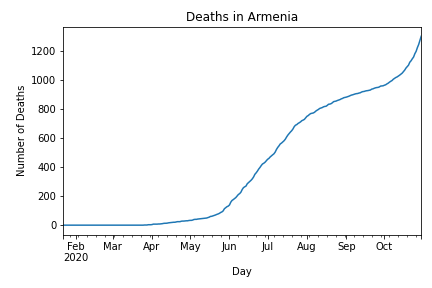 Deaths in Armenia
Number of Deaths
1200
1000
800
600
400
200
0
Feb Mar Apr May Jun Jul Aug Sep Oct
2020
Day